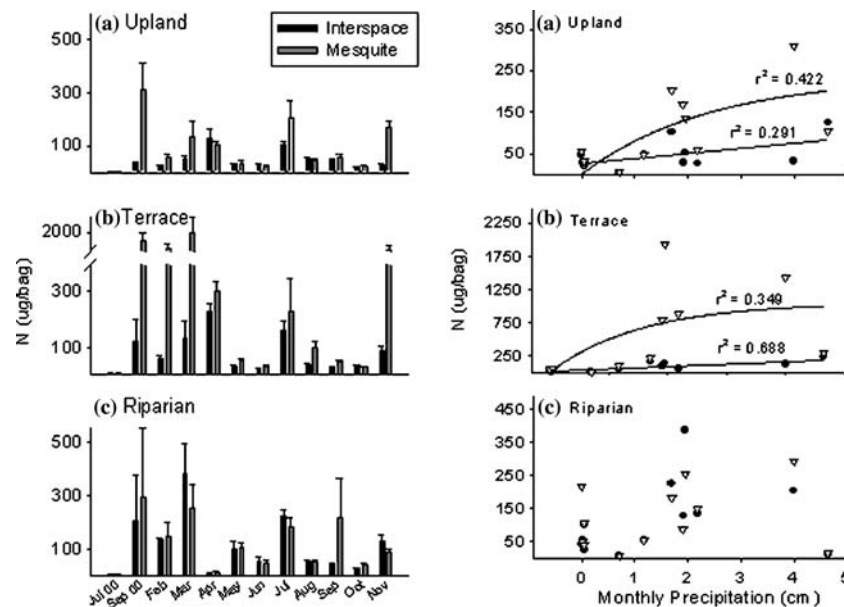 (a) Upland
Interspace
Mesquite
600
300
100
(b) Terrace
2000
300
100
N (ug/bag)
(c) Riparian
500
300
100
Jul 00
Sep 00
Feb
Mar
Apr
May
Jun
Jul
Aug
Sep
Oct
Nov
(a) Upland
350
250
150
50
r² = 0.422
r² = 0.291
(b) Terrace
2250
1750
1250
750
250
N (ug/bag)
r² = 0.349
r² = 0.688
(c) Riparian
450
350
250
150
50
0 2 4 5
Monthly Precipitation (cm)